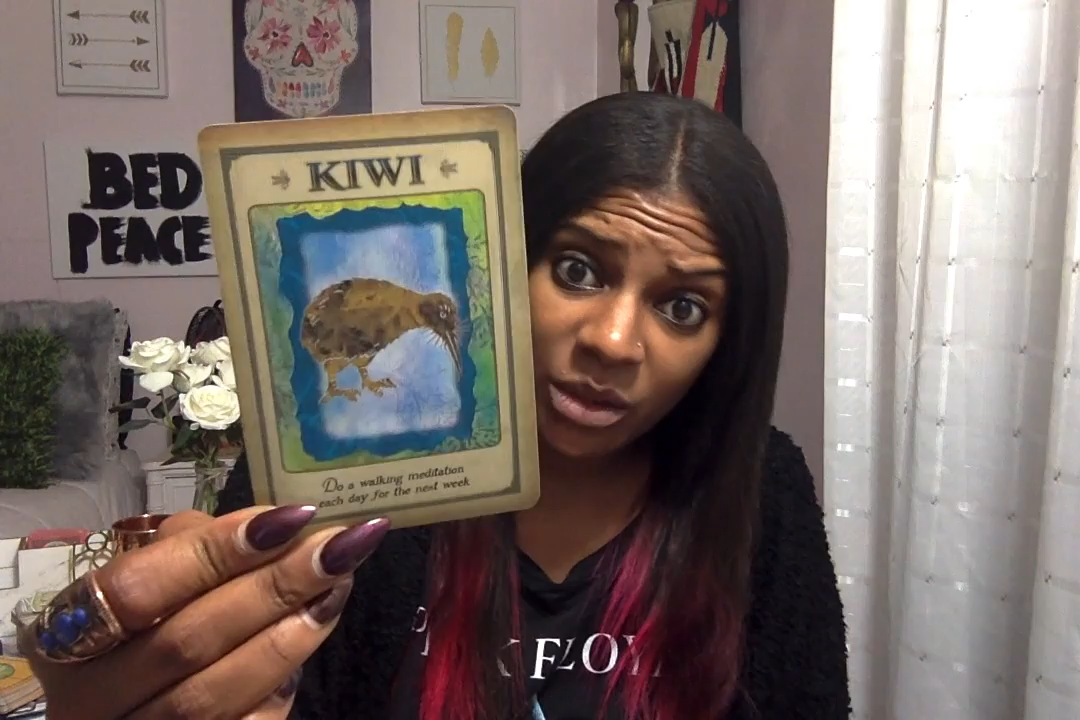 BED
PEACE
KIWI
Do a walking meditation
each day for the next week
FLOY